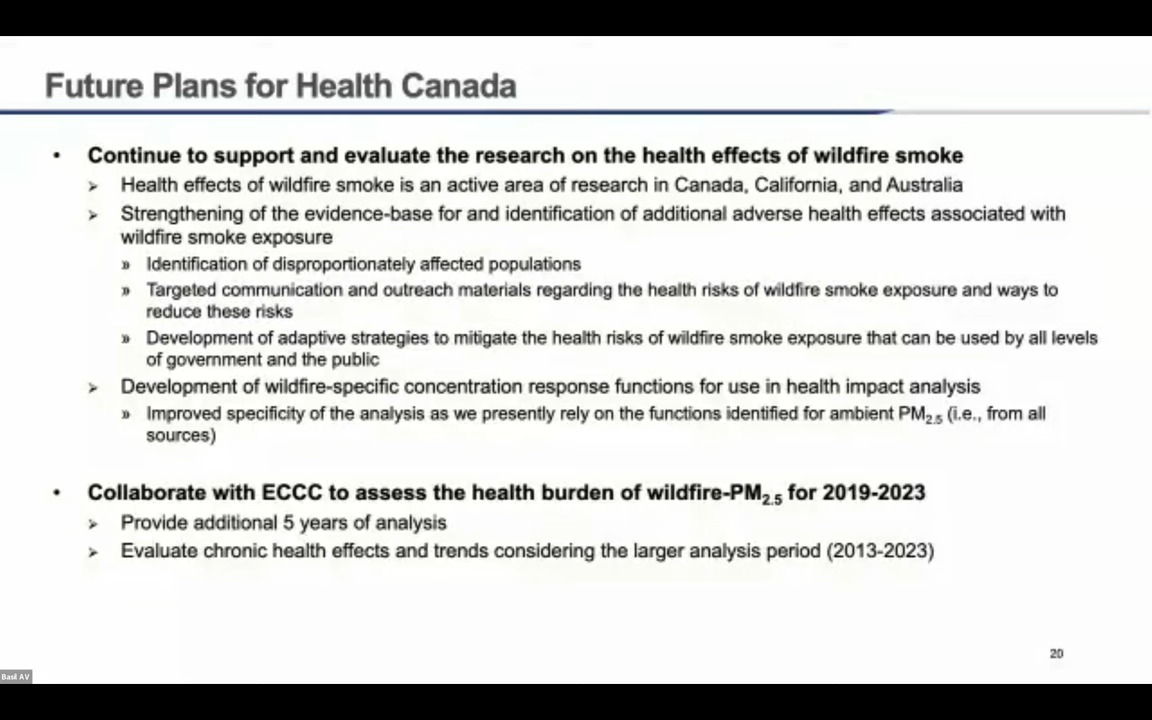 Future Plans for Health Canada
• Continue to support and evaluate the research on the health effects of wildfire smoke
➢ Health effects of wildfire smoke is an active area of research in Canada, California, and Australia
➢ Strengthening of the evidence-base for and identification of additional adverse health effects associated with
wildfire smoke exposure
» Identification of disproportionately affected populations
» Targeted communication and outreach materials regarding the health risks of wildfire smoke exposure and ways to
reduce these risks
» Development of adaptive strategies to mitigate the health risks of wildfire smoke exposure that can be used by all levels
of government and the public
➢ Development of wildfire-specific concentration response functions for use in health impact analysis
» Improved specificity of the analysis as we presently rely on the functions identified for ambient PM₂.₅ (i.e., from all
sources)
• Collaborate with ECCC to assess the health burden of wildfire-PM₂.₅ for 2019-2023
➢ Provide additional 5 years of analysis
➢ Evaluate chronic health effects and trends considering the larger analysis period (2013-2023)
20
Basil AV